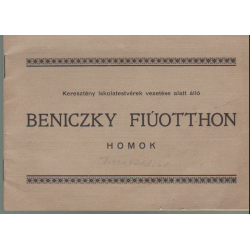 Keresztény iskolatestvérek vezetése alatt álló
BENICZKY FIÚOTTHON
HOMOK